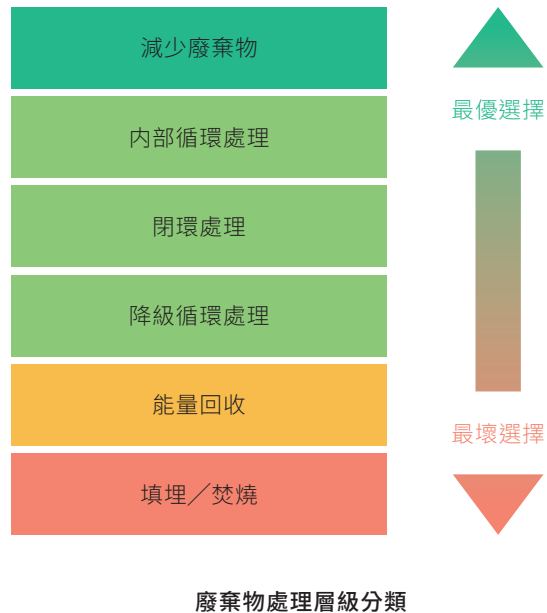 減少廢棄物
最優選擇
内部循環處理
閉環處理
降級循環處理
能量回收
最壞選擇
填埋／焚燒
廢棄物處理層級分類